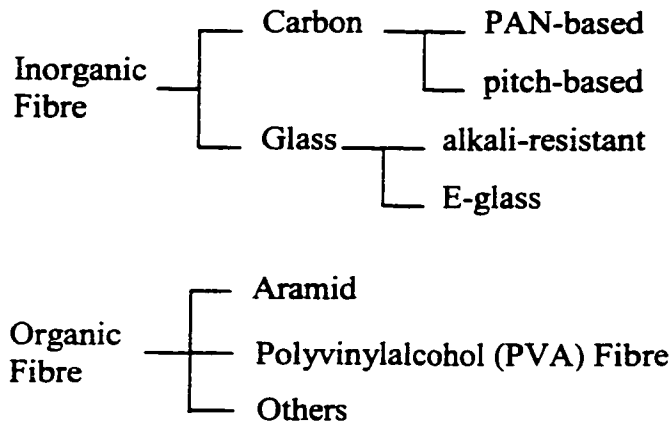 Carbon
PAN-based
Inorganic
Fibre
pitch-based
Glass
alkali-resistant
E-glass
Aramid
Organic
Fibre
Polyvinylalcohol (PVA) Fibre
Others